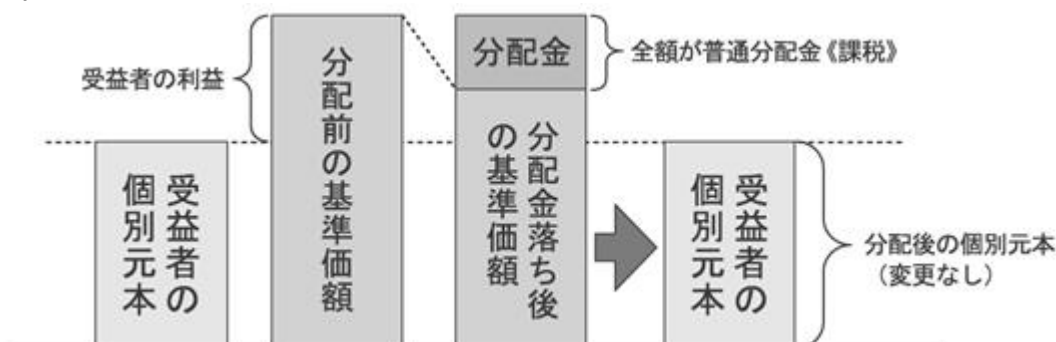 受益者の利益
分配前の基準価額
分配金
全額が普通分配金《課税》
受益者の
個別元本
分配金落ち後
の基準価額
受益者の
個別元本
分配後の個別元本
（変更なし）